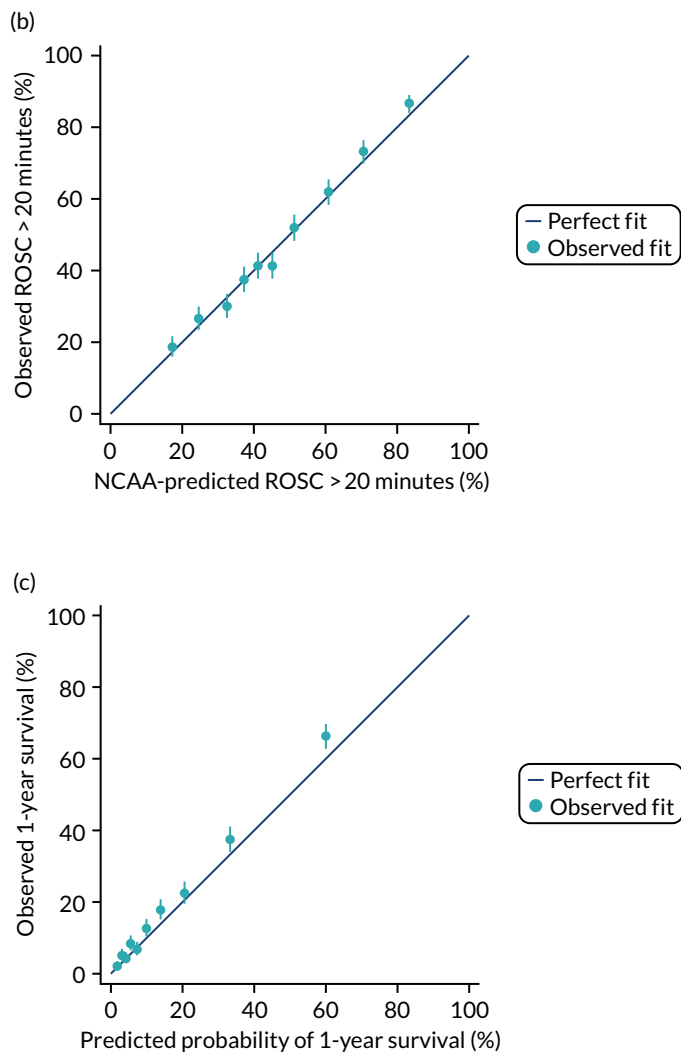 (b)
Observed ROSC > 20 minutes (%)
100
80
60
40
20
0
0 20 40 60 80 100
NCAA-predicted ROSC > 20 minutes (%)
Perfect fit
Observed fit
(c)
Observed 1-year survival (%)
100
80
60
40
20
0
0 20 40 60 80 100
Predicted probability of 1-year survival (%)
Perfect fit
Observed fit